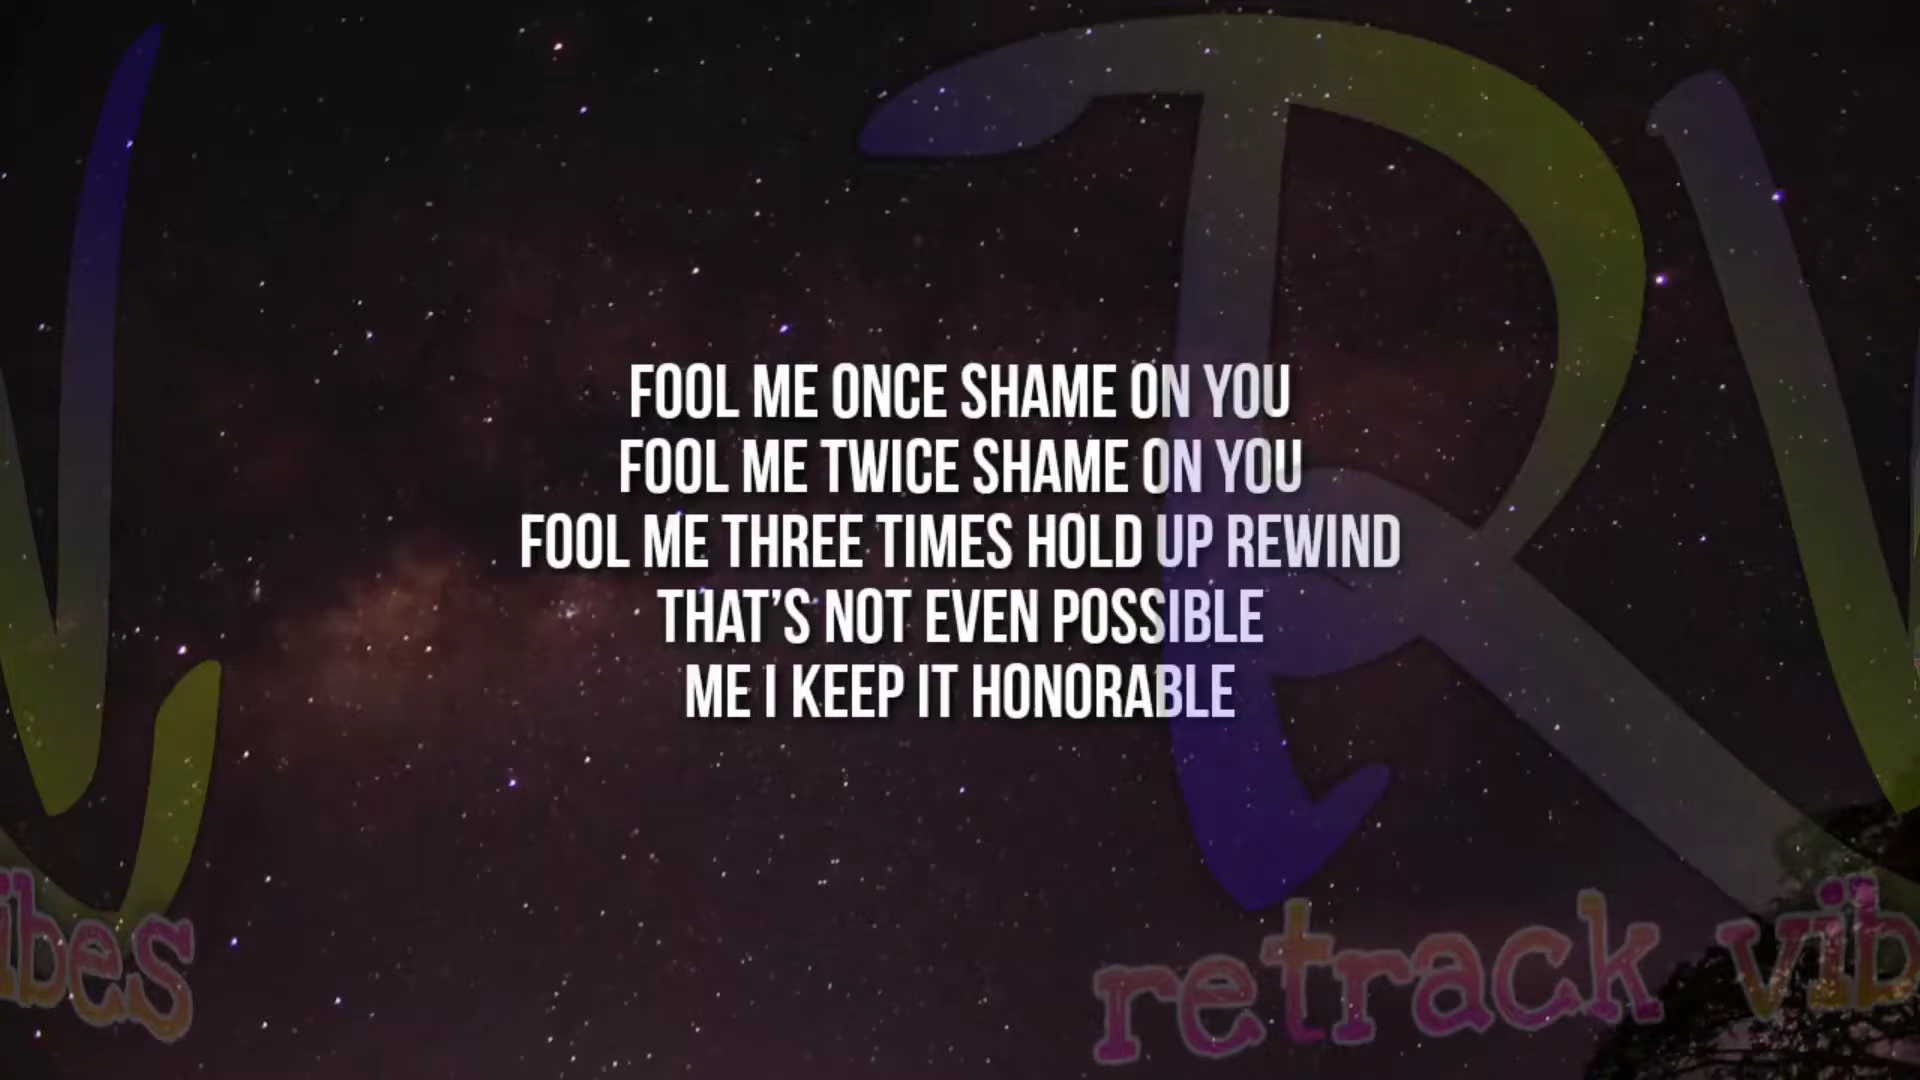 FOOL ME ONCE SHAME ON YOU
FOOL ME TWICE SHAME ON YOU
FOOL ME THREE TIMES HOLD UP REWIND
THAT’S NOT EVEN POSSIBLE
ME I KEEP IT HONORABLE
ibes
retrack vib
R